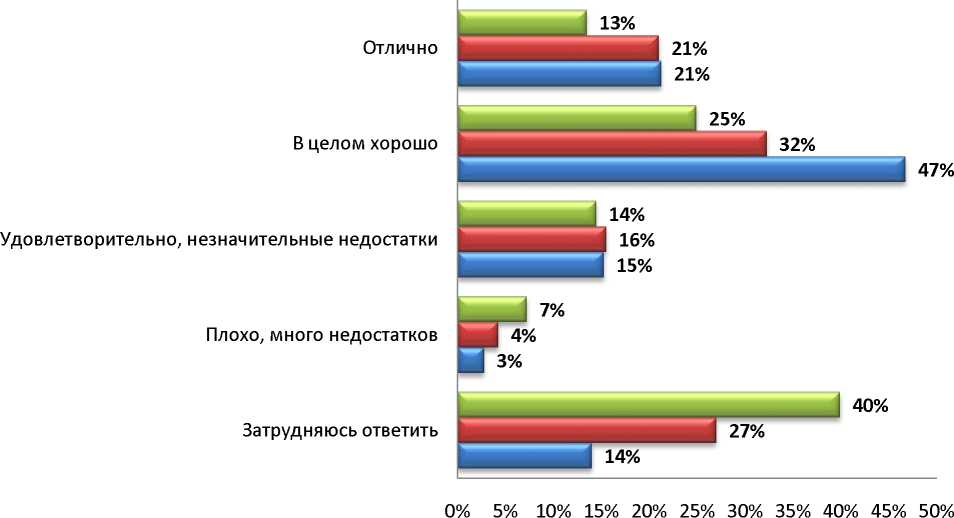 13%
Отлично
21%
21%
25%
В целом хорошо
32%
47%
14%
Удовлетворительно, незначительные недостатки
16%
15%
7%
Плохо, много недостатков
4%
3%
40%
Затрудняюсь ответить
27%
14%
0% 5% 10% 15% 20% 25% 30% 35% 40% 45% 50%